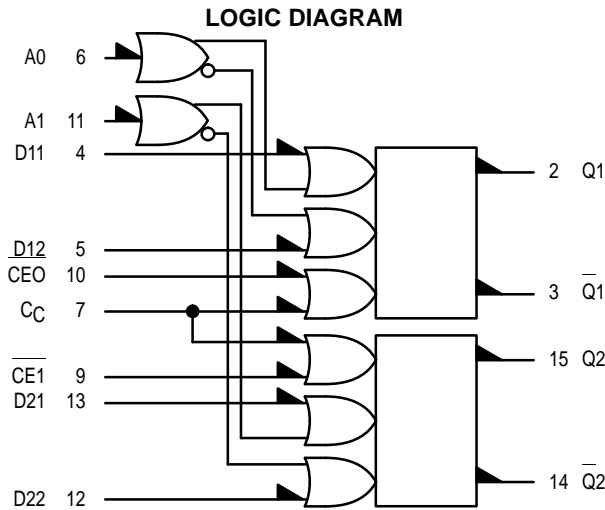 LOGIC DIAGRAM
A0 6
A1 11
D11 4
2 Q1
D12 5
CEO 10
3 Q1
CC 7
15 Q2
CE1 9
D21 13
14 Q2
D22 12